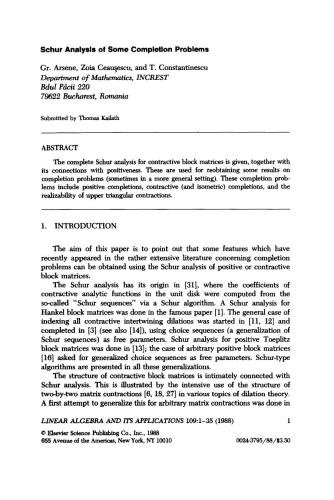 Schur Analysis of Some Completion Problems
Gr. Arsene, Zoia Ceauşescu, and T. Constantinescu
Department of Mathematics, INCREST
Bdul Păcii 220
79622 Bucharest, Romania
Submitted by Thomas Kailath
ABSTRACT
The complete Schur analysis for contractive block matrices is given, together with
its connections with positiveness. These are used for reobtaining some results on
completion problems (sometimes in a more general setting). These completion prob-
lems include positive completions, contractive (and isometric) completions, and the
realizability of upper triangular contractions.
1. INTRODUCTION
The aim of this paper is to point out that some features which have
recently appeared in the rather extensive literature concerning completion
problems can be obtained using the Schur analysis of positive or contractive
block matrices.
The Schur analysis has its origin in [31], where the coefficients of
contractive analytic functions in the unit disk were computed from the
so-called "Schur sequences" via a Schur algorithm. A Schur analysis for
Hankel block matrices was done in the famous paper [1]. The general case of
indexing all contractive intertwining dilations was started in [11, 12] and
completed in [3] (see also [14]), using choice sequences (a generalization of
Schur sequences) as free parameters. Schur analysis for positive Toeplitz
block matrices was done in [13]; the case of arbitrary positive block matrices
[16] asked for generalized choice sequences as free parameters. Schur-type
algorithms are presented in all these generalizations.
The structure of contractive block matrices is intimately connected with
Schur analysis. This is illustrated by the intensive use of the structure of
two-by-two matrix contractions [6, 18, 27] in various topics of dilation theory.
A first attempt to generalize this for arbitrary matrix contractions was done in
LINEAR ALGEBRA AND ITS APPLICATIONS 109:1-35 (1988) 1
© Elsevier Science Publishing Co., Inc., 1988
655 Avenue of the Americas, New York, NY 10010 0024-3795/88/$3.50